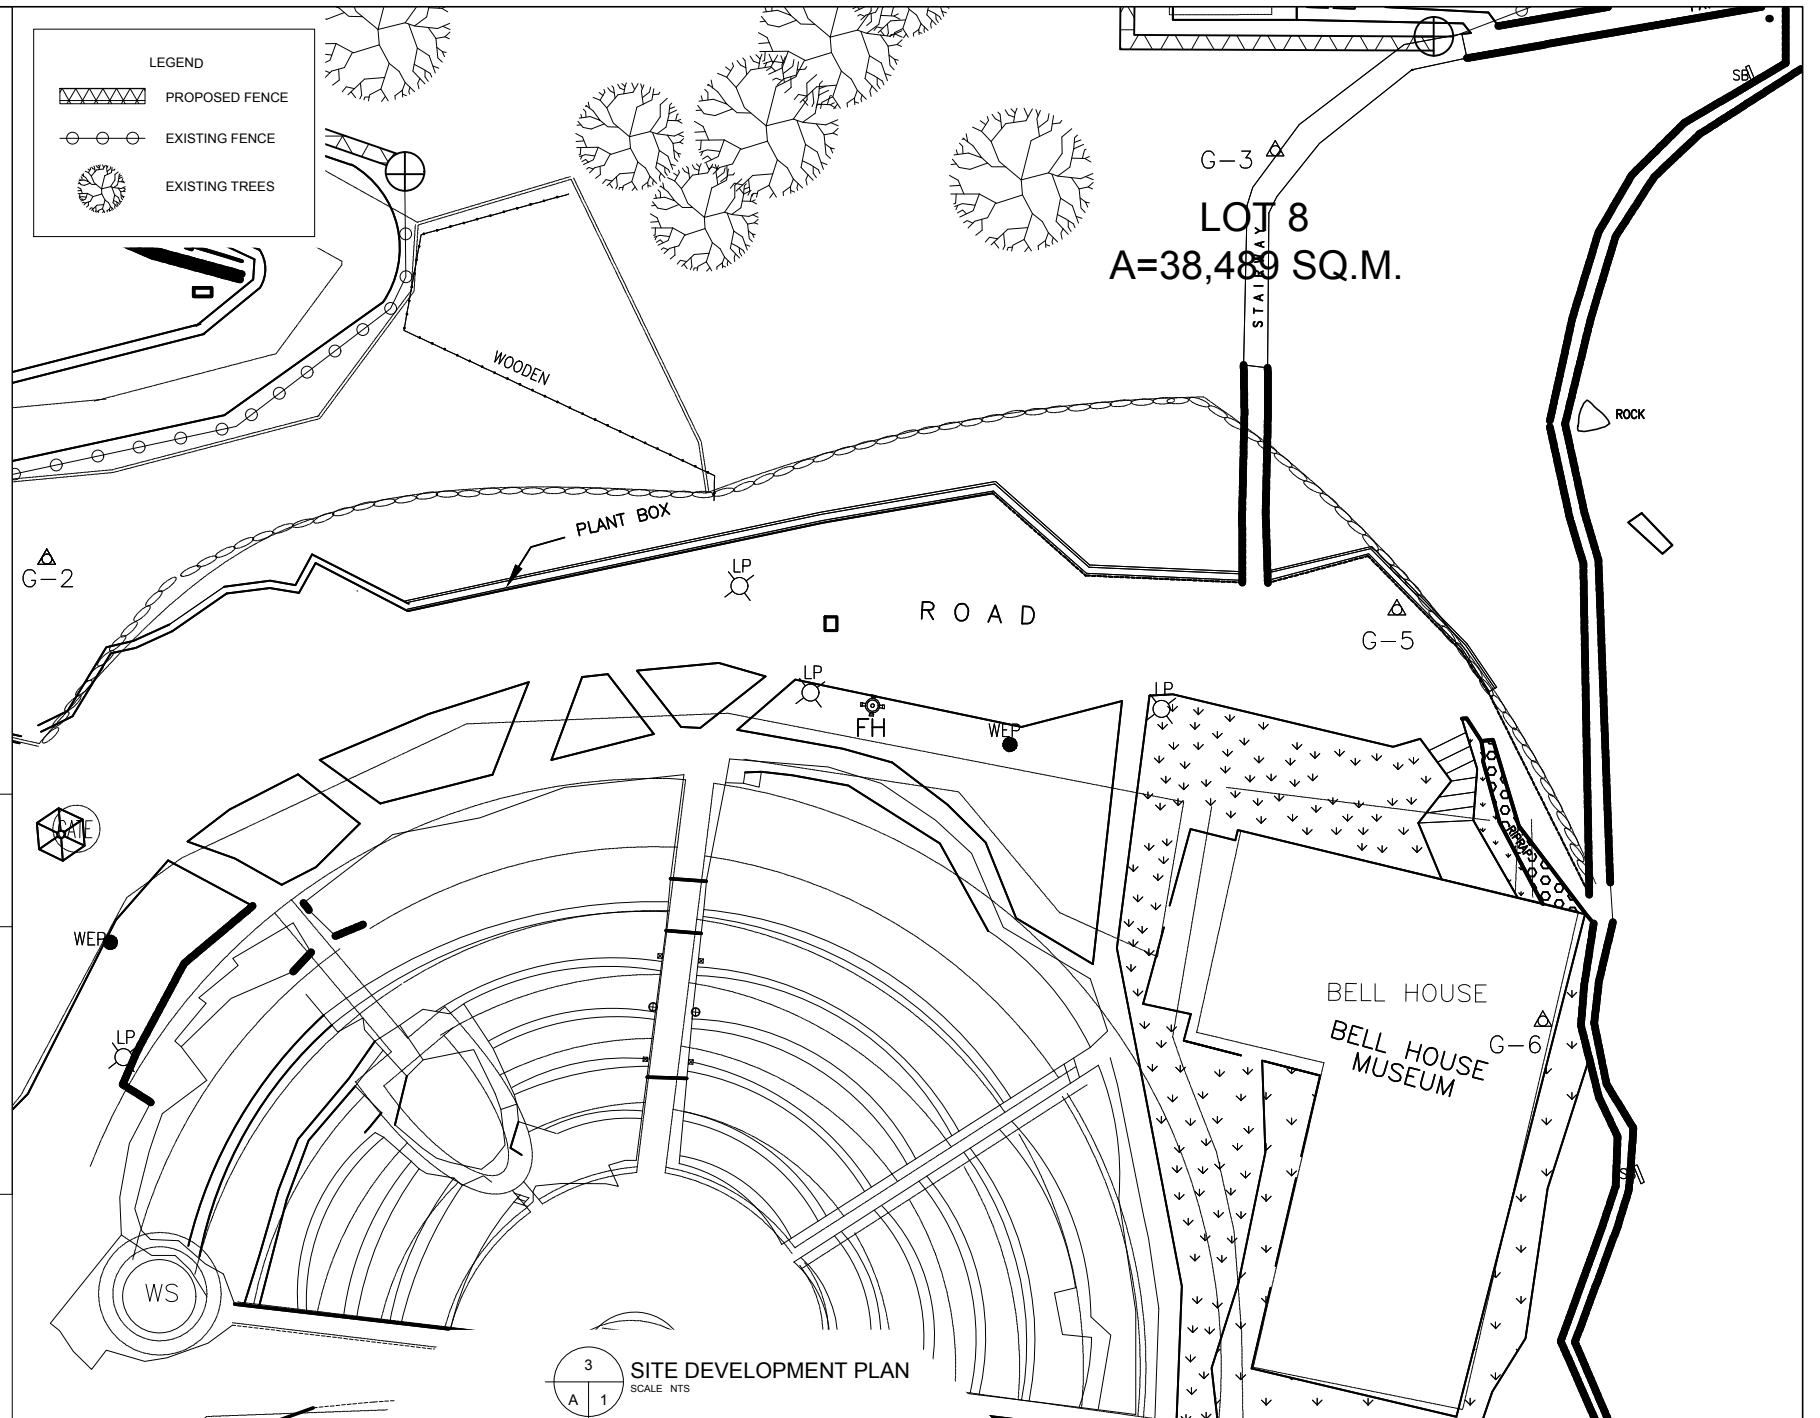 LEGEND
PROPOSED FENCE
EXISTING FENCE
EXISTING TREES
SB
G-3
LOT 8
A=38,489 SQ.M.
STAIRWAY
WOODEN
ROCK
PLANT BOX
G-2
LP
ROAD
G-5
LP
LP
FH
WEP
GATE
RIPRAP
WEP
BELL HOUSE
BELL HOUSE
MUSEUM
G-6
LP
WS
3
A 1
SITE DEVELOPMENT PLAN
SCALE NTS